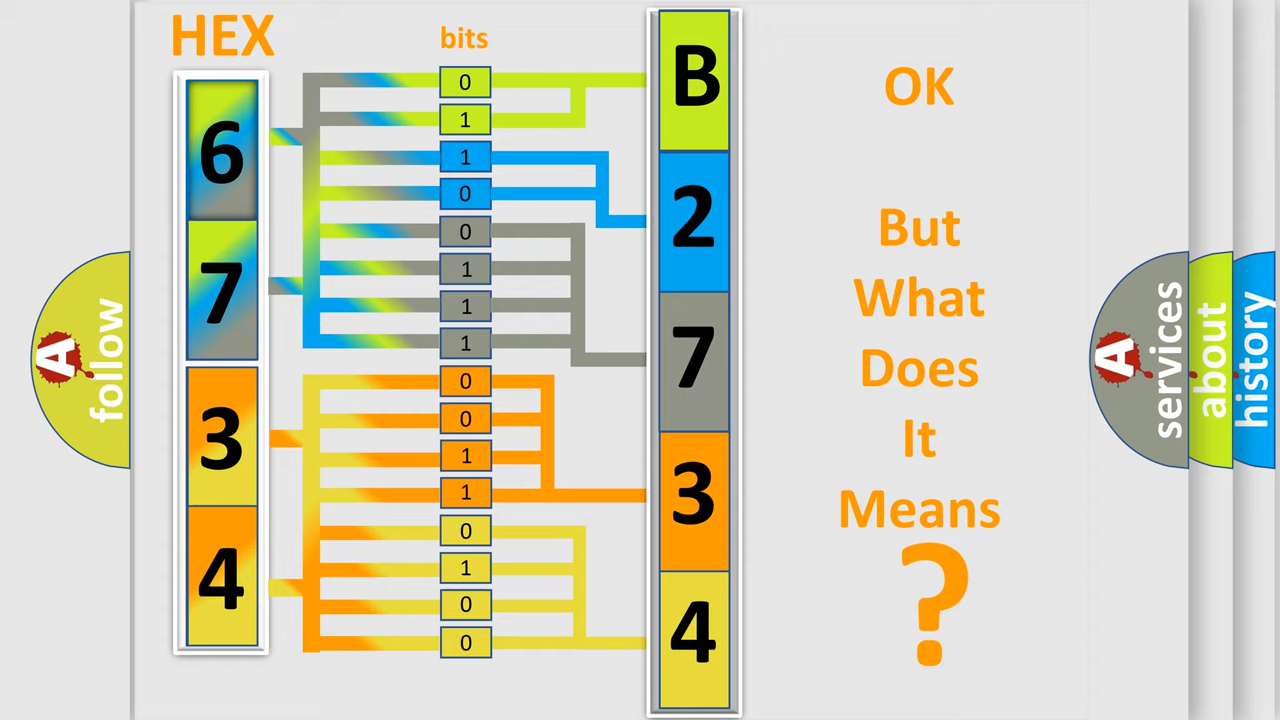 HEX
bits
6
7
3
4
0
1
1
0
0
1
1
1
0
0
1
1
0
1
0
0
B
2
7
3
4
OK
But
What
Does
It
Means
?
A
follow
A
services
about
history